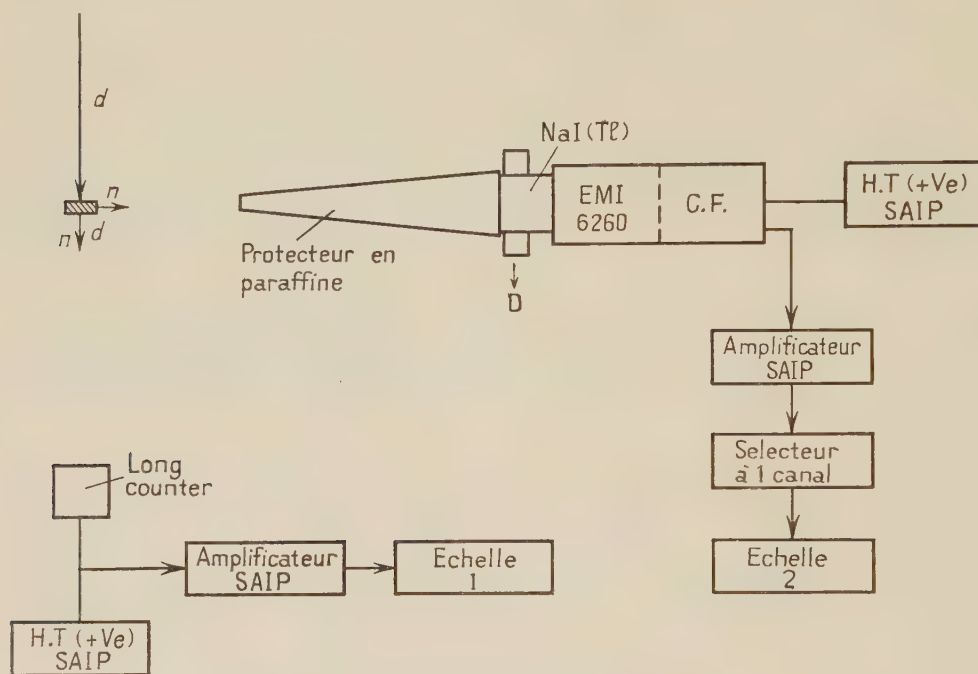 d
n
n d
NaI (Tl)
EMI
6260
C.F.
H.T (+Ve)
SAIP
Protecteur en
paraffine
D
Amplificateur
SAIP
Selecteur
à 1 canal
Echelle
2
Long
counter
Amplificateur
SAIP
Echelle
1
H.T (+Ve)
SAIP